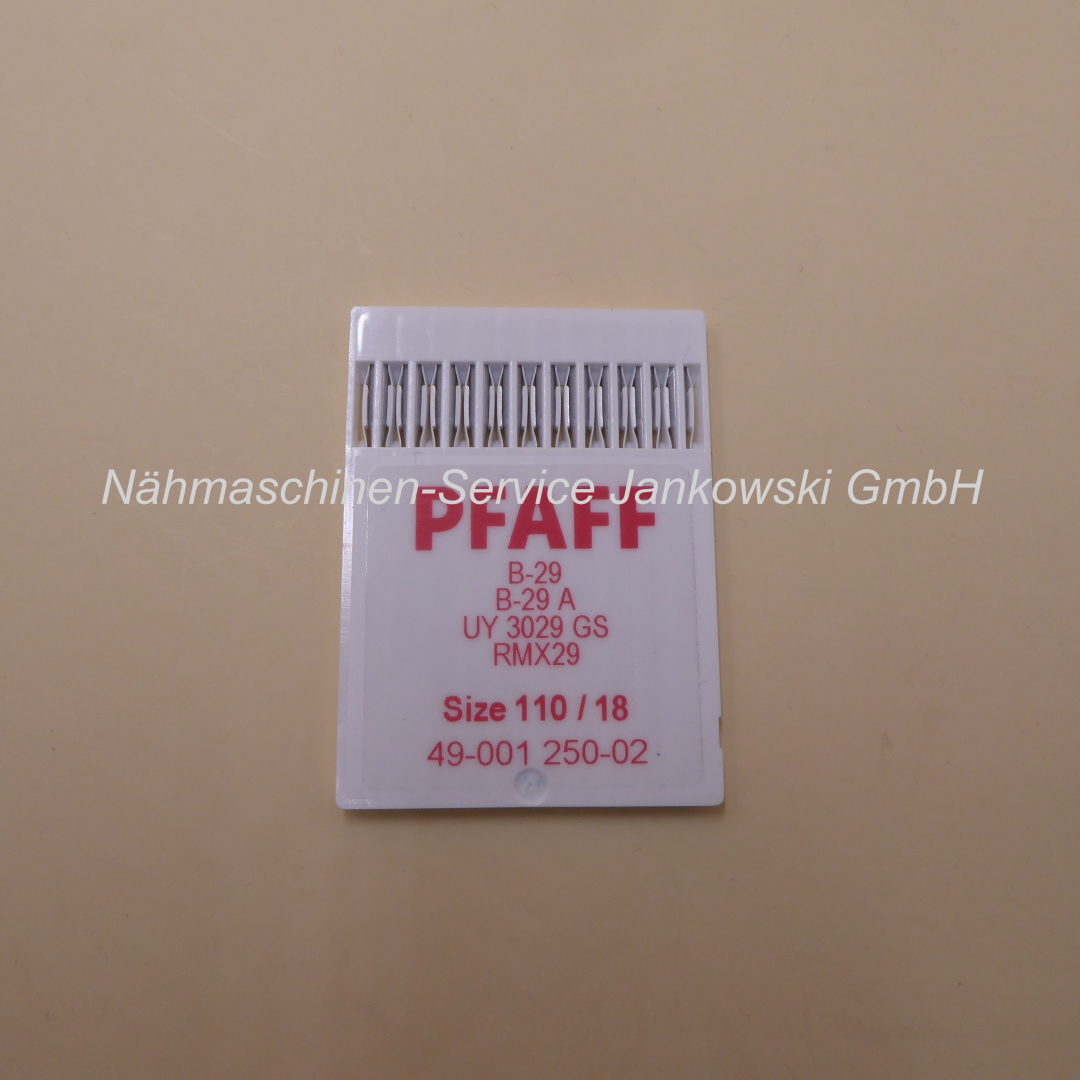 Nähmaschinen-Service Jankowski GmbH
PFAFF
B-29
B-29 A
UY 3029 GS
RMX29
Size 110 / 18
49-001 250-02